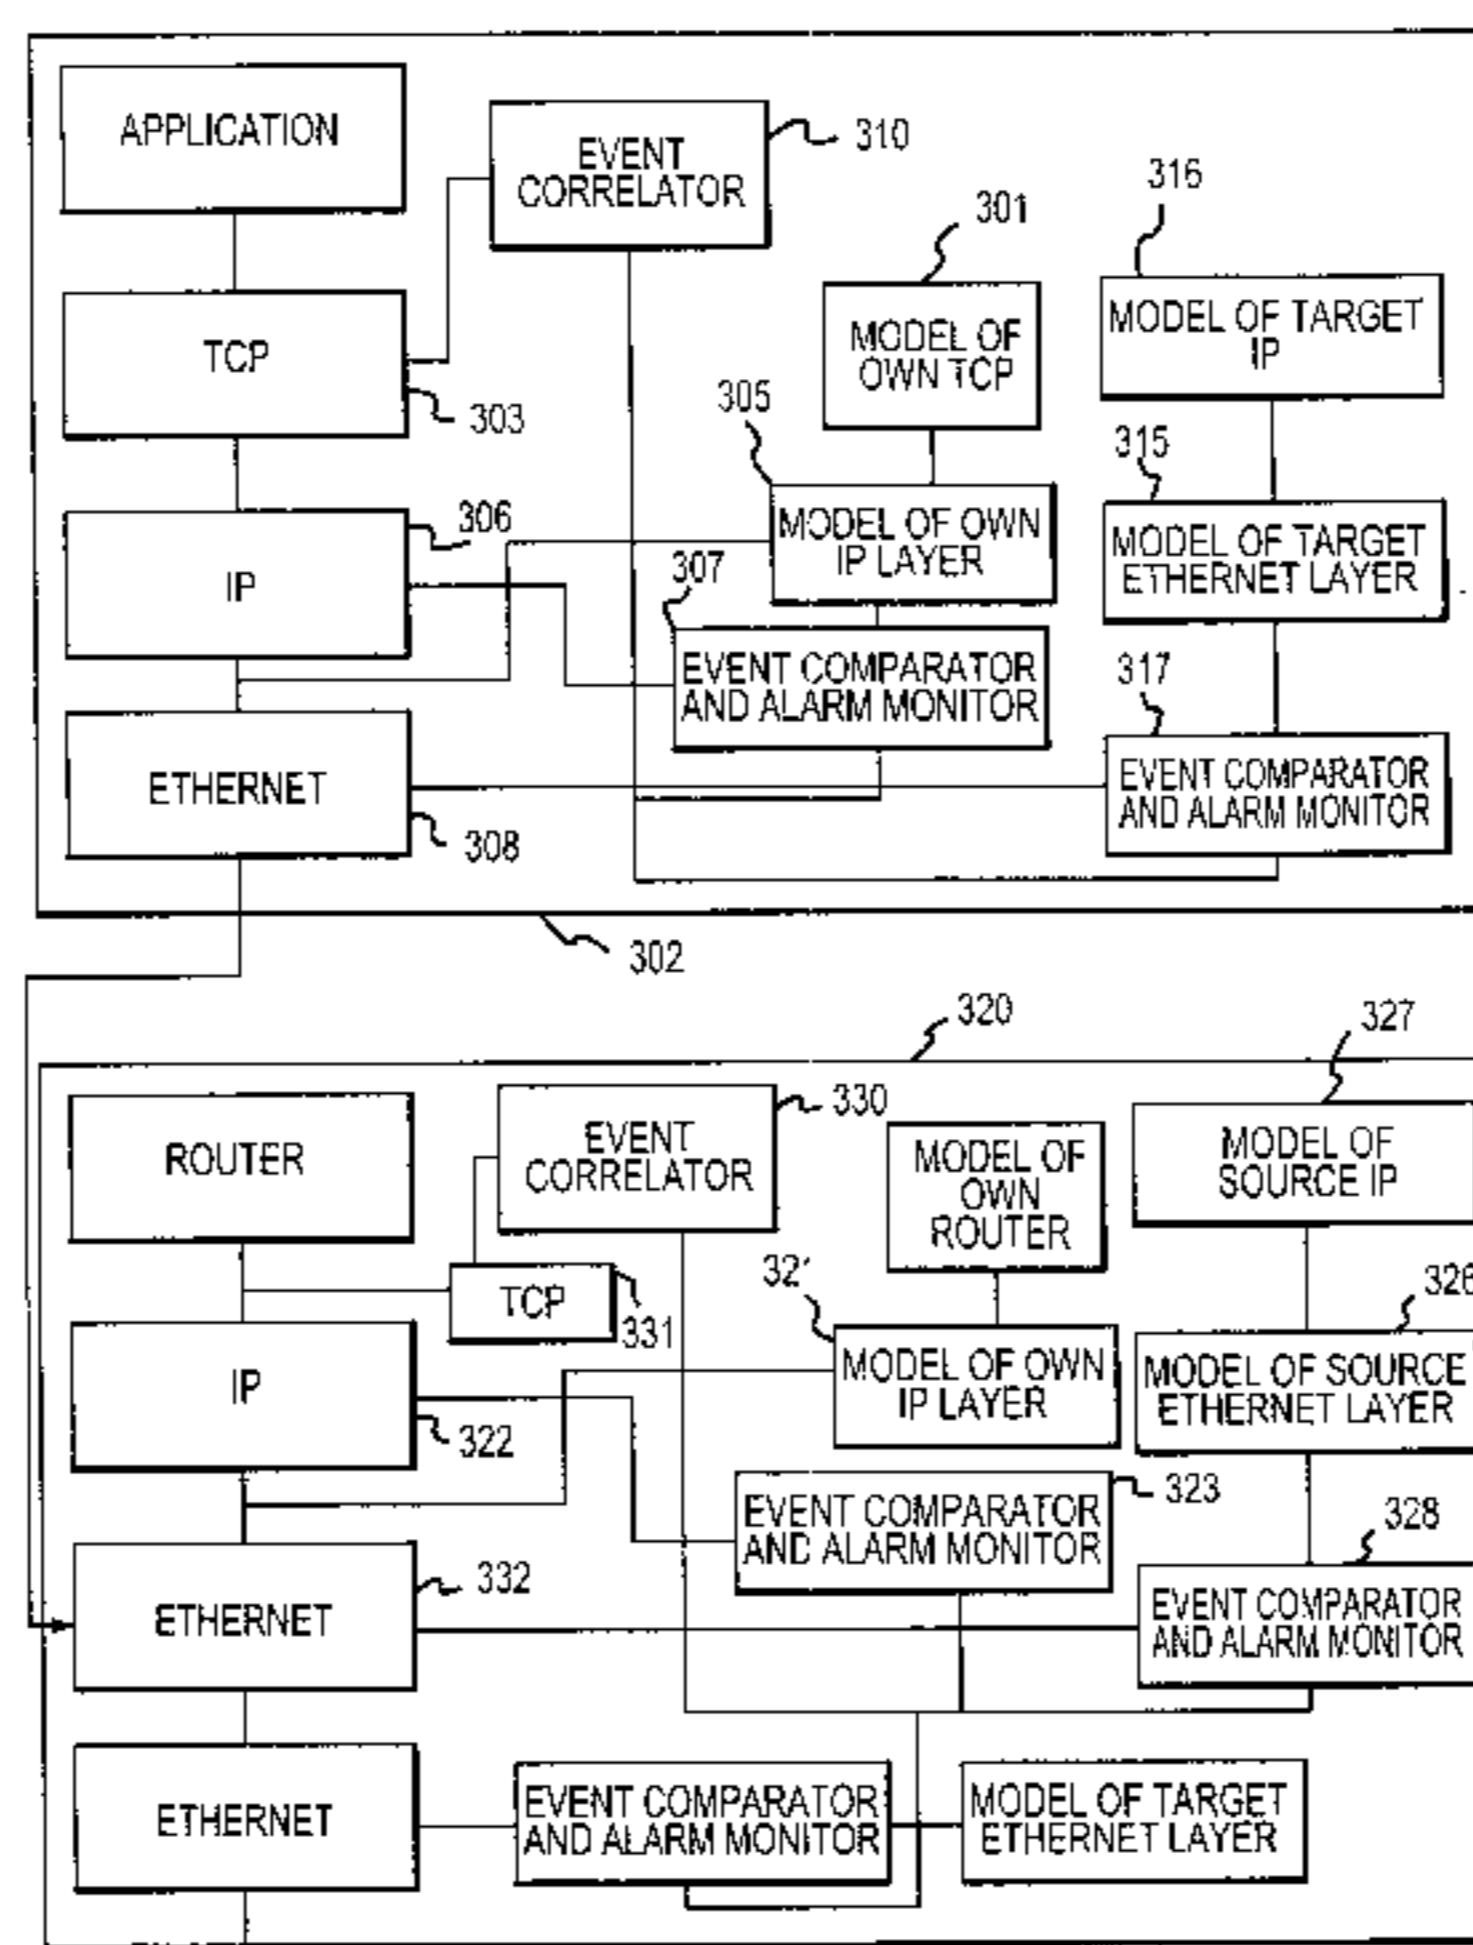 APPLICATION
EVENT
CORRELATOR
310
316
301
TCP
303
MODEL OF
OWN TCP
MODEL OF TARGET
IP
305
315
306
IP
MODEL OF OWN
IP LAYER
MODEL OF TARGET
ETHERNET LAYER
307
EVENT COMPARATOR
AND ALARM MONITOR
317
ETHERNET
308
EVENT COMPARATOR
AND ALARM MONITOR
302
320
327
ROUTER
EVENT
CORRELATOR
330
MODEL OF
OWN
ROUTER
MODEL OF
SOURCE IP
TCP
331
321
326
IP
322
MODEL OF OWN
IP LAYER
MODEL OF SOURCE
ETHERNET LAYER
EVENT COMPARATOR
AND ALARM MONITOR
323
328
ETHERNET
332
EVENT COMPARATOR
AND ALARM MONITOR
ETHERNET
EVENT COMPARATOR
AND ALARM MONITOR
MODEL OF TARGET
ETHERNET LAYER